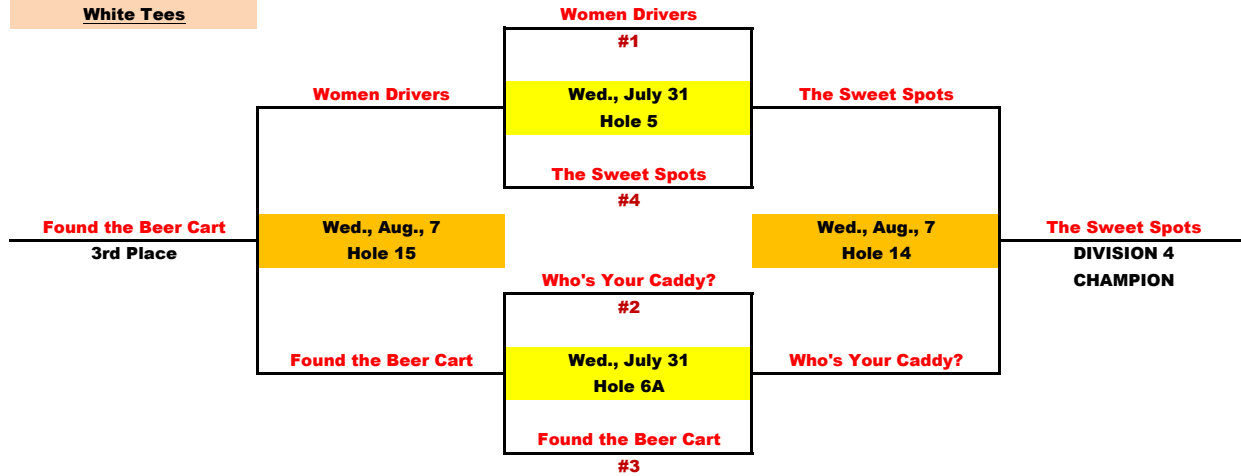 White Tees
Women Drivers
#1
Women Drivers
Wed., July 31
The Sweet Spots
Hole 5
The Sweet Spots
#4
Found the Beer Cart
Wed., Aug., 7
Wed., Aug., 7
The Sweet Spots
3rd Place
Hole 15
Hole 14
DIVISION 4
CHAMPION
Who's Your Caddy?
#2
Found the Beer Cart
Wed., July 31
Who's Your Caddy?
Hole 6A
Found the Beer Cart
#3